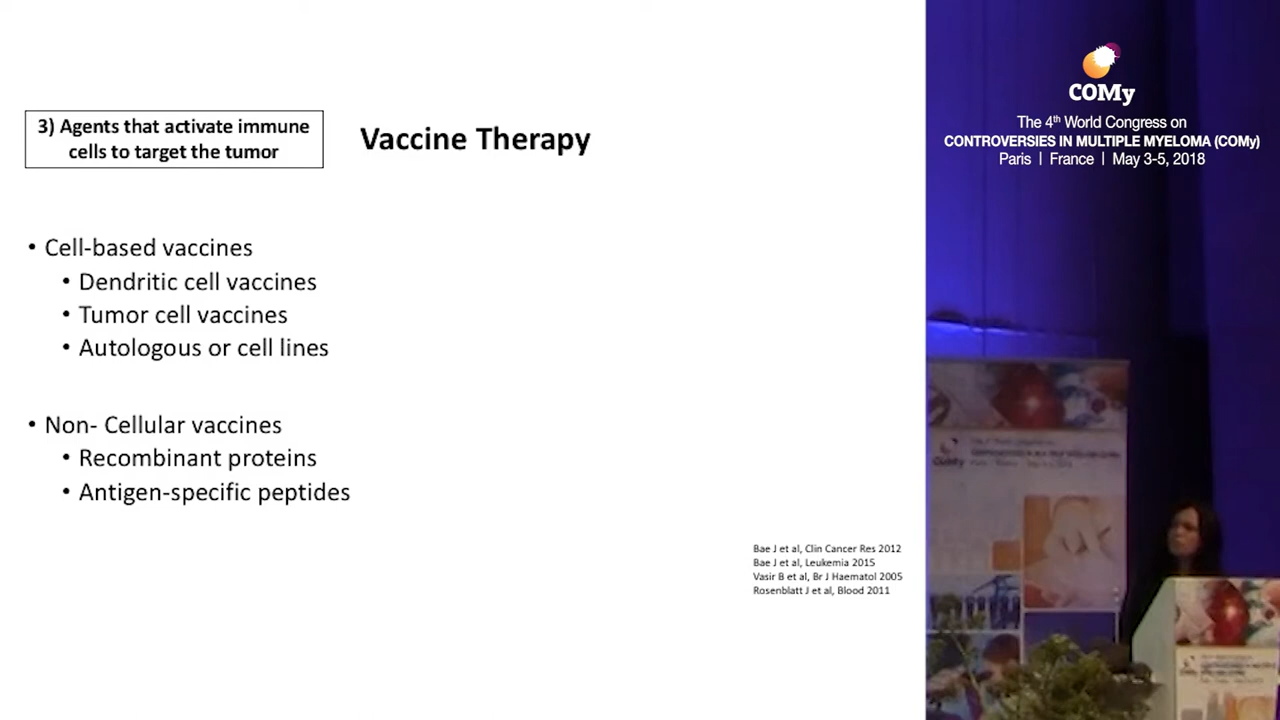 3) Agents that activate immune
cells to target the tumor
Vaccine Therapy
• Cell-based vaccines
• Dendritic cell vaccines
• Tumor cell vaccines
• Autologous or cell lines
• Non- Cellular vaccines
• Recombinant proteins
• Antigen-specific peptides
Bae J et al, Clin Cancer Res 2012
Bae J et al, Leukemia 2015
Vasir B et al, Br J Haematol 2005
Rosenblatt J et al, Blood 2011
COMy
The 4th World Congress on
CONTROVERSIES IN MULTIPLE MYELOMA (COMy)
Paris | France | May 3-5, 2018
COMy